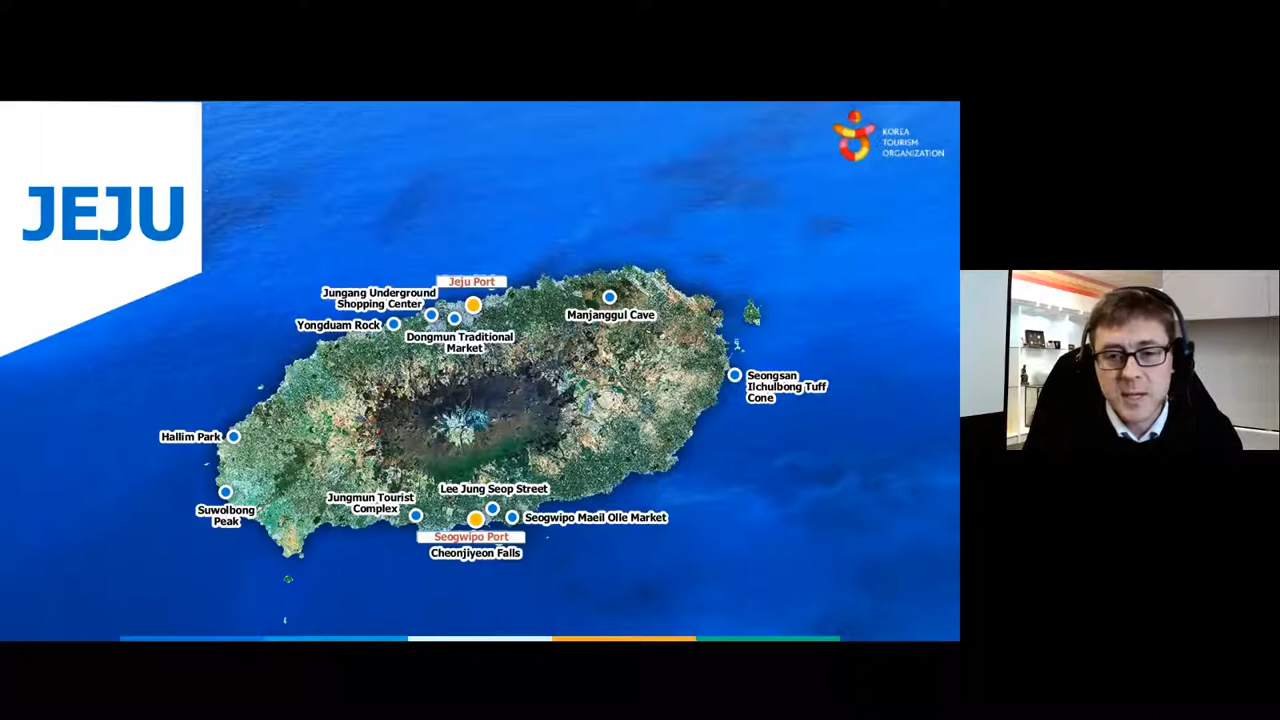 JEJU
KOREA
TOURISM
ORGANIZATION
Jeju Port
Jungang Underground
Shopping Center
Yongduam Rock
Dongmun Traditional
Market
Manjanggul Cave
Seongsan
Ilchulbong Tuff
Cone
Hallim Park
Suwolbong
Peak
Jungmun Tourist
Complex
Lee Jung Seop Street
Seogwipo Maeil Olle Market
Seogwipo Port
Cheonjiyeon Falls